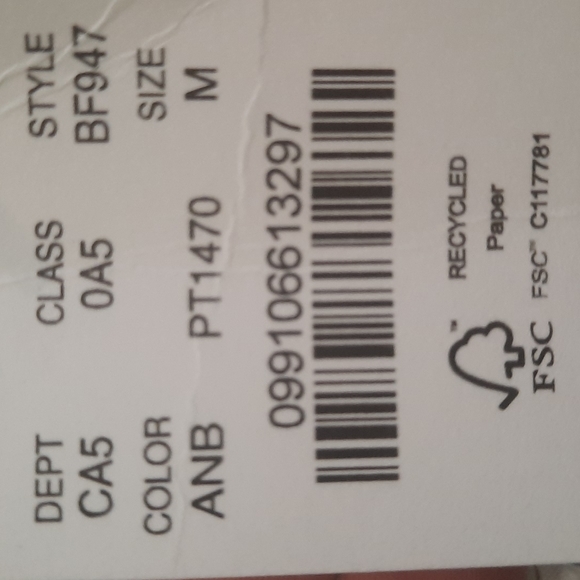 DEPT CLASS STYLE
CA5 0A5 BF947
COLOR SIZE
ANB PT1470 M
099106613297
RECYCLED
Paper
FSC™ C117781
FSC